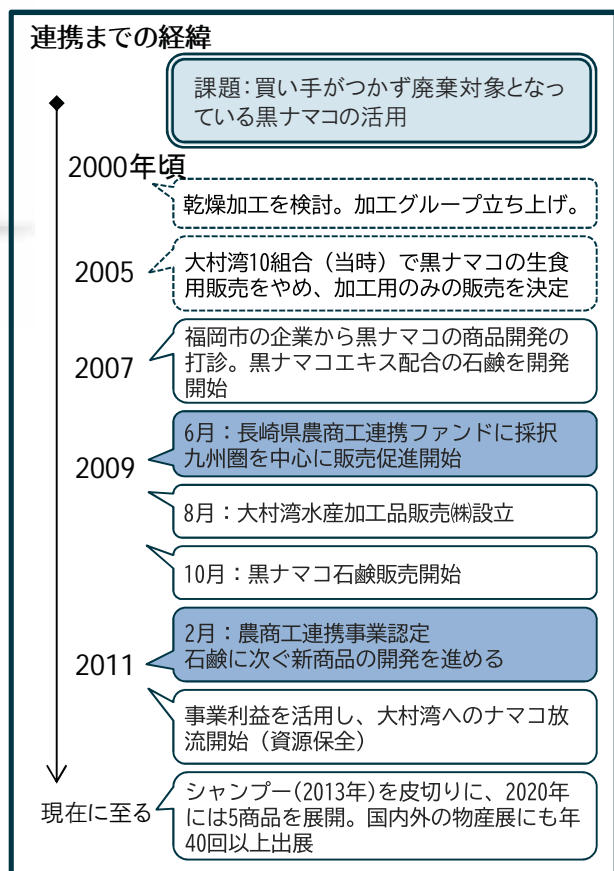 連携までの経緯
課題：買い手がつかず廃棄対象となっ
ている黒ナマコの活用
2000年頃
乾燥加工を検討。加工グループ立ち上げ。
2005
大村湾10組合（当時）で黒ナマコの生食
用販売をやめ、加工用のみの販売を決定
2007
福岡市の企業から黒ナマコの商品開発の
打診。黒ナマコエキス配合の石鹸を開発
開始
2009
6月：長崎県農商工連携ファンドに採択
九州圏を中心に販売促進開始
8月：大村湾水産加工品販売㈱設立
10月：黒ナマコ石鹸販売開始
2011
2月：農商工連携事業認定
石鹸に次ぐ新商品の開発を進める
事業利益を活用し、大村湾へのナマコ放
流開始（資源保全）
現在に至る
シャンプー(2013年)を皮切りに、2020年
には5商品を展開。国内外の物産展にも年
40回以上出展